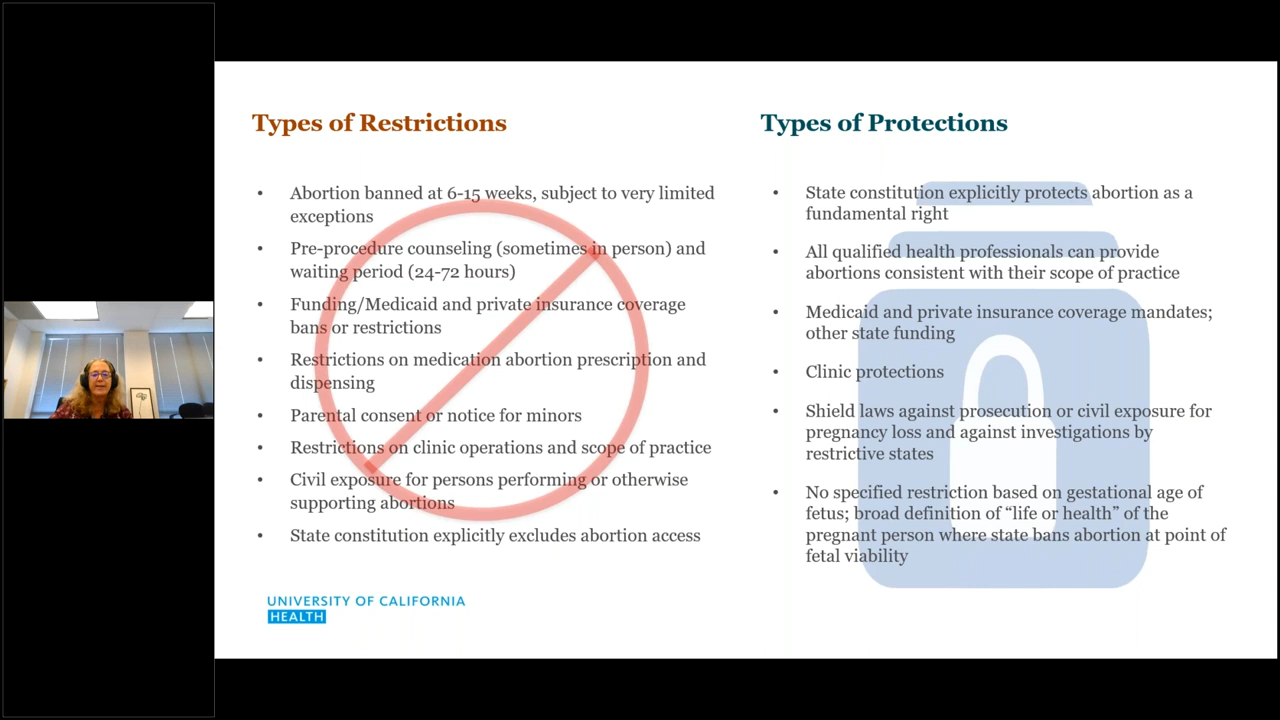 Types of Restrictions
• Abortion banned at 6-15 weeks, subject to very limited
exceptions
• Pre-procedure counseling (sometimes in person) and
waiting period (24-72 hours)
• Funding/Medicaid and private insurance coverage
bans or restrictions
• Restrictions on medication abortion prescription and
dispensing
• Parental consent or notice for minors
• Restrictions on clinic operations and scope of practice
• Civil exposure for persons performing or otherwise
supporting abortions
• State constitution explicitly excludes abortion access
UNIVERSITY OF CALIFORNIA
HEALTH
Types of Protections
• State constitution explicitly protects abortion as a
fundamental right
• All qualified health professionals can provide
abortions consistent with their scope of practice
• Medicaid and private insurance coverage mandates;
other state funding
• Clinic protections
• Shield laws against prosecution or civil exposure for
pregnancy loss and against investigations by
restrictive states
• No specified restriction based on gestational age of
fetus; broad definition of “life or health” of the
pregnant person where state bans abortion at point of
fetal viability